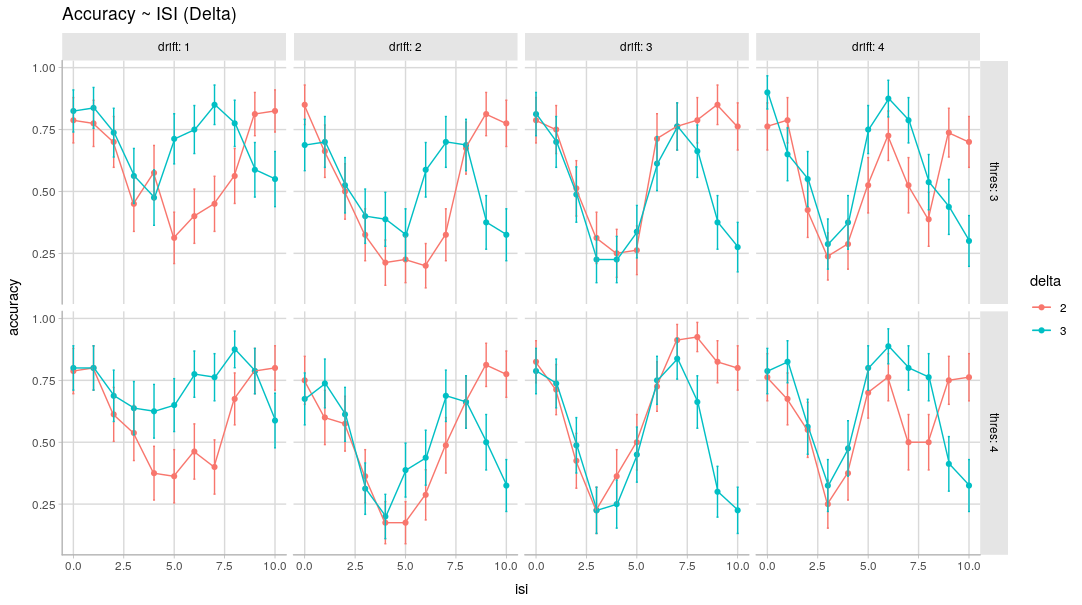 Accuracy ~ ISI (Delta)
drift: 1
drift: 2
drift: 3
drift: 4
1.00
0.75
0.50
0.25
thres: 3
1.00
0.75
0.50
0.25
thres: 4
accuracy
0.0 2.5 5.0 7.5 10.0
0.0 2.5 5.0 7.5 10.0
0.0 2.5 5.0 7.5 10.0
0.0 2.5 5.0 7.5 10.0
isi
delta
2
3